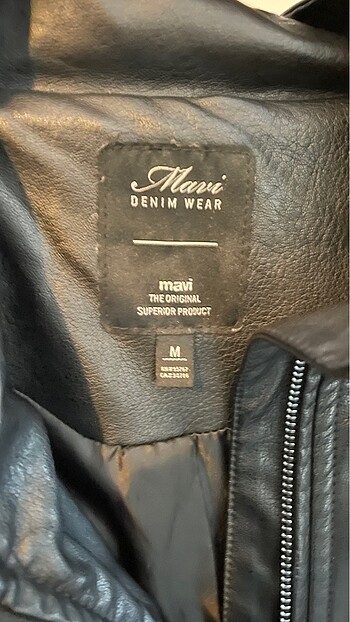 Mavi
DENIM WEAR
mavi
THE ORIGINAL
SUPERIOR PRODUCT
M